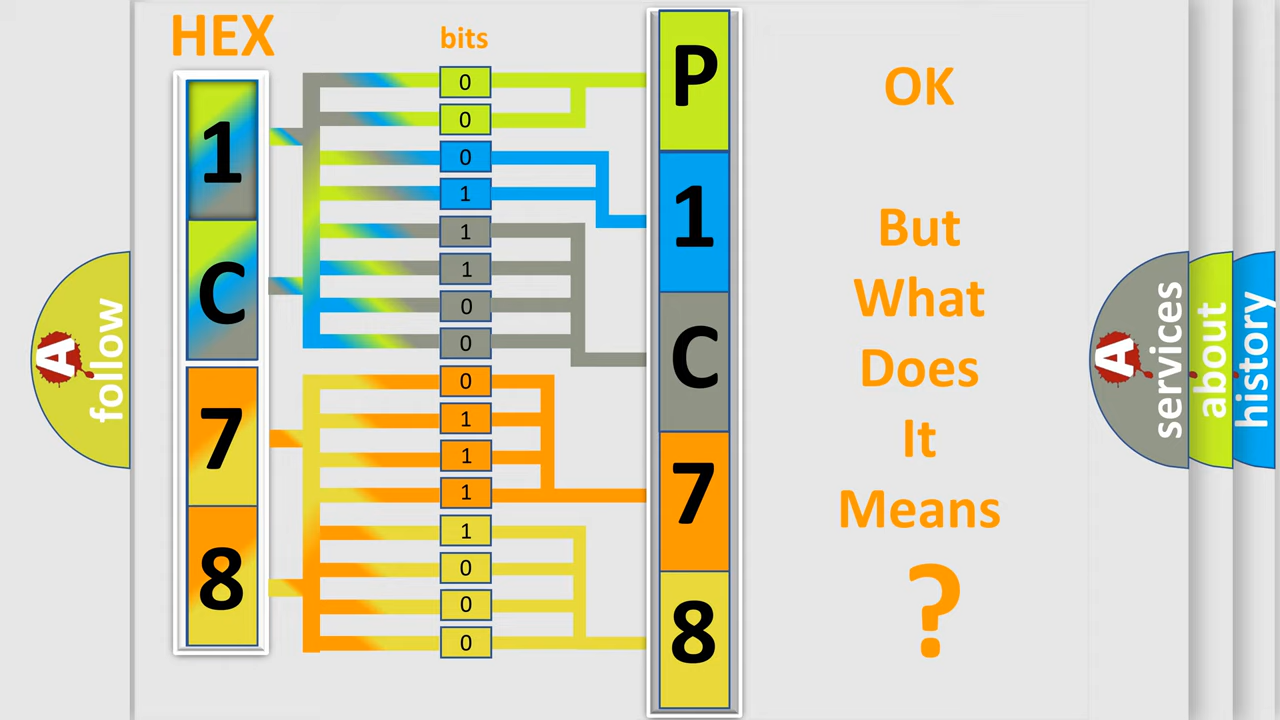 HEX
bits
1
C
7
8
0
0
0
1
1
1
0
0
0
1
1
1
1
0
0
0
P
1
C
7
8
OK
But
What
Does
It
Means
?
A
follow
A
services
about
history